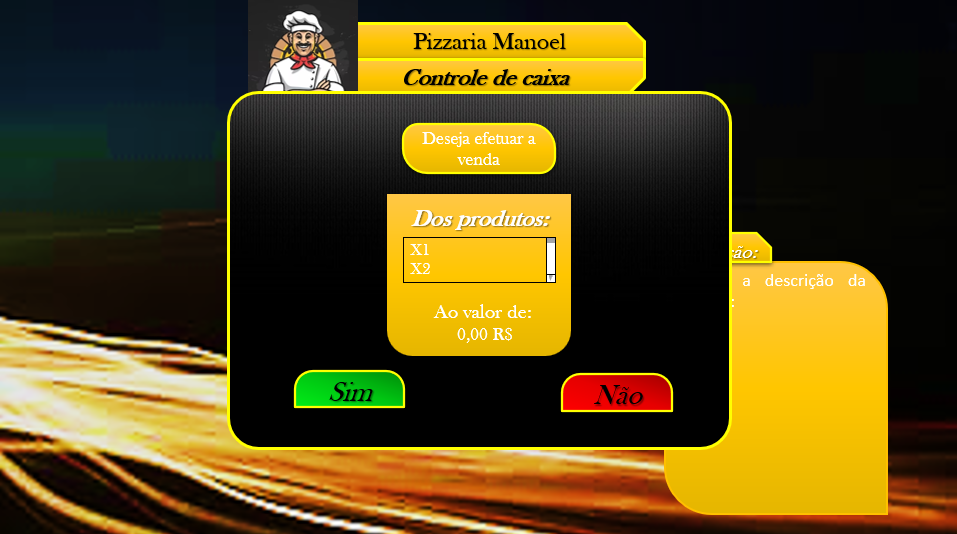 Pizzaria Manoel
Controle de caixa
Deseja efetuar a
venda
Dos produtos:
X1
X2
Ao valor de:
0,00 R$
Sim
Não
a descrição da